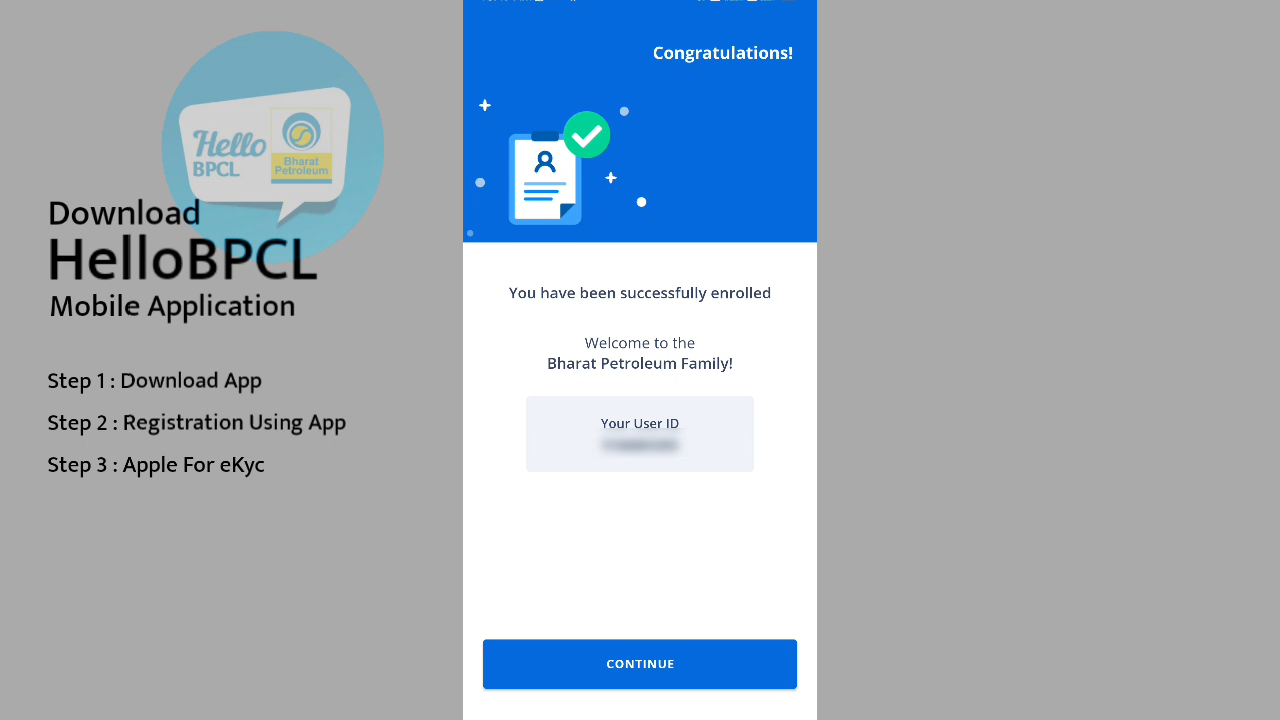 Hello
BPCL
Bharat
Petroleum
Download
HelloBPCL
Mobile Application
Step 1 : Download App
Step 2 : Registration Using App
Step 3 : Apple For eKyc
Congratulations!
You have been successfully enrolled
Welcome to the
Bharat Petroleum Family!
Your User ID
CONTINUE